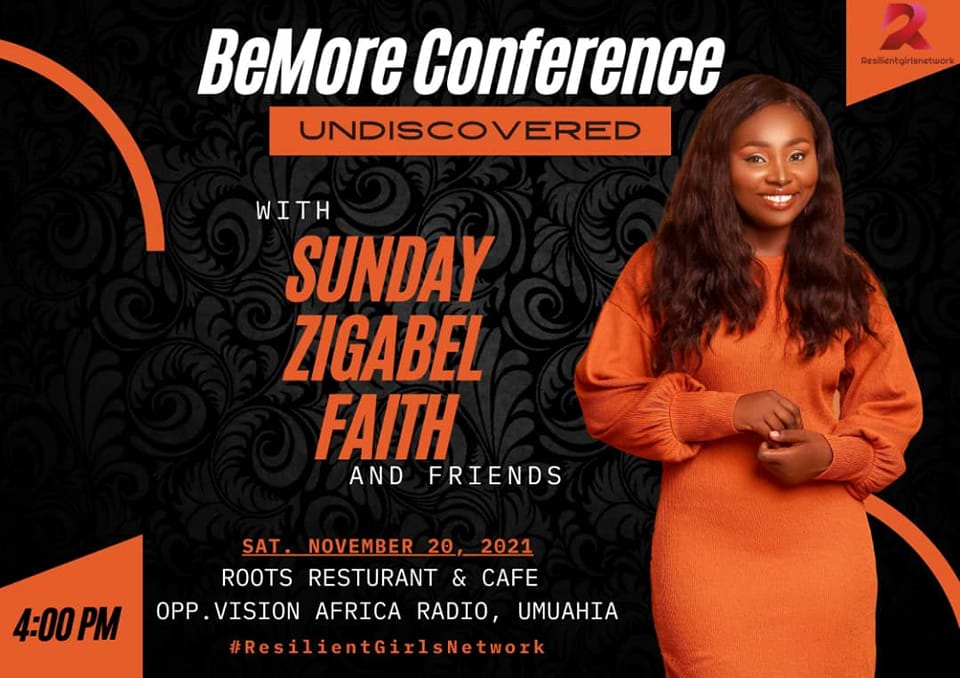 BeMore Conference
Resilientgirlsnetwork
UNDISCOVERED
WITH
SUNDAY
ZIGABEL
FAITH
AND FRIENDS
SAT. NOVEMBER 20, 2021
ROOTS RESTURANT & CAFE
OPP.VISION AFRICA RADIO, UMUAHIA
4:00 PM
#ResilientGirlsNetwork